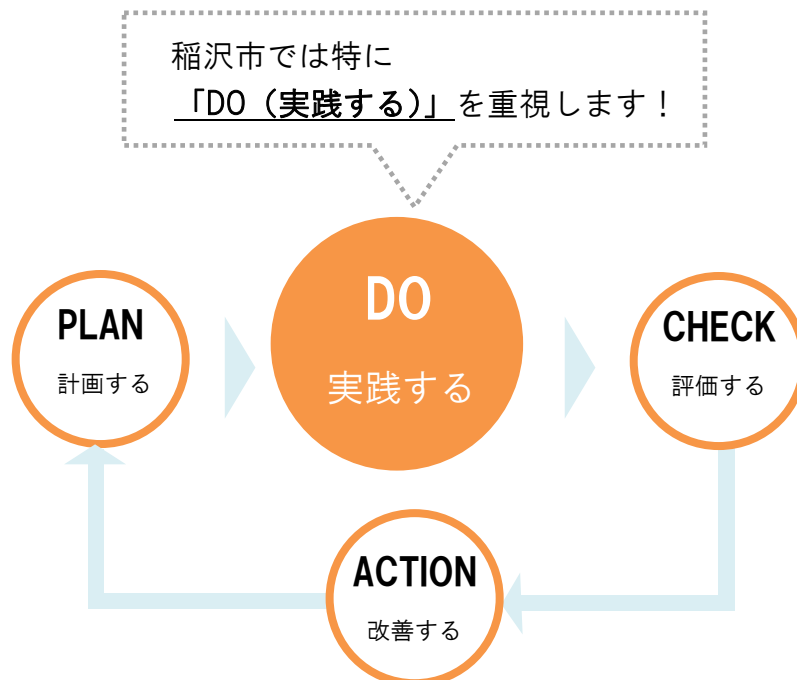 稲沢市では特に
「DO（実践する）」を重視します！
DO
実践する
PLAN
計画する
CHECK
評価する
ACTION
改善する